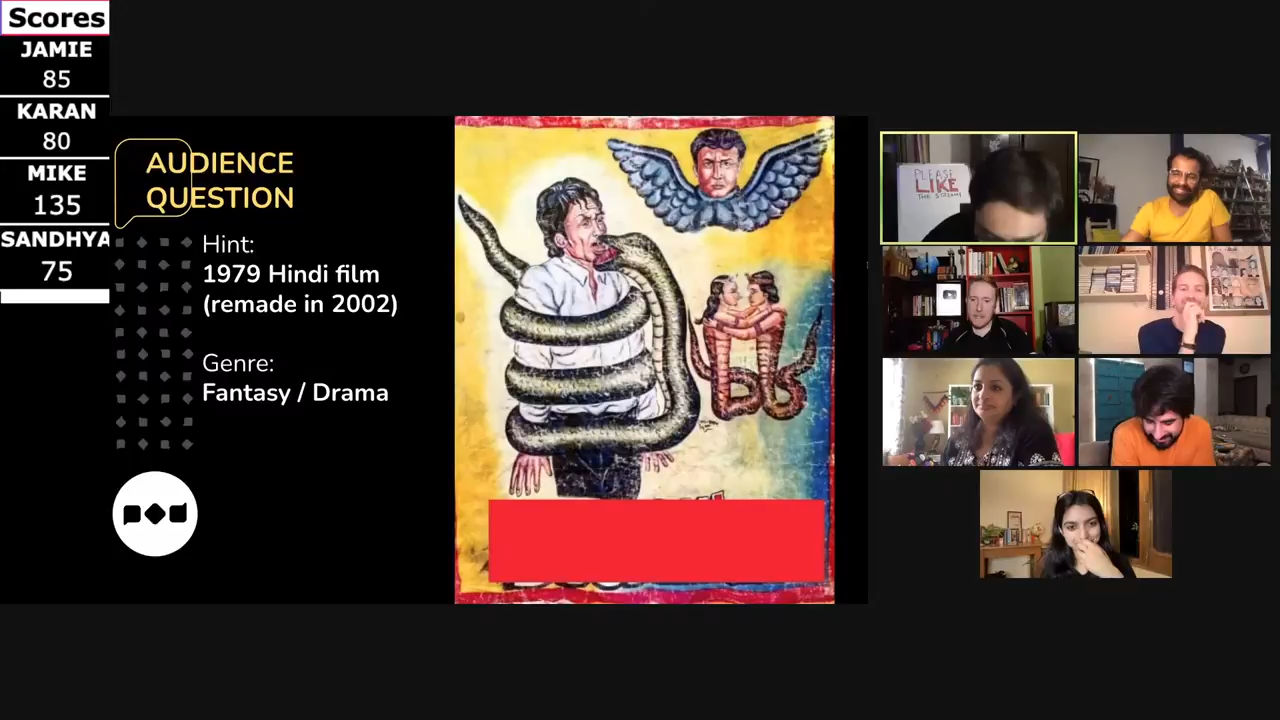 Scores
JAMIE
85
KARAN
80
MIKE
135
SANDHYA
75
AUDIENCE
QUESTION
Hint:
1979 Hindi film
(remade in 2002)
Genre:
Fantasy / Drama
PLEASE
LIKE
THE STREAM